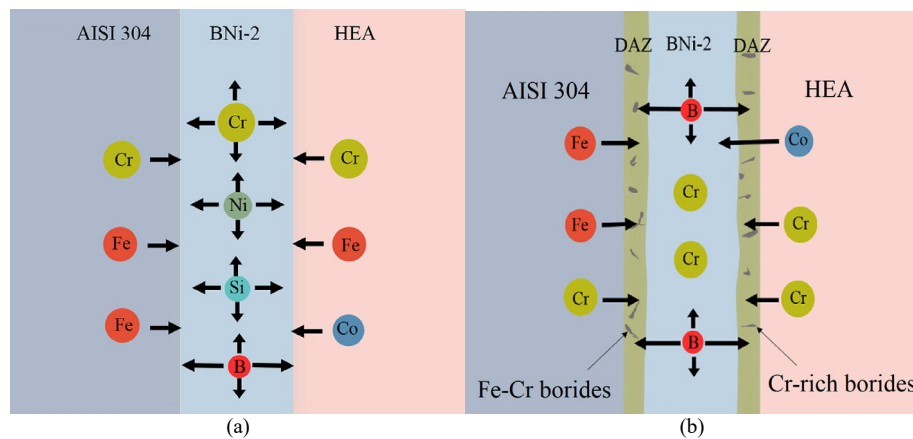 AISI 304 BNi-2 HEA
Cr
Cr Cr
Ni
Fe Fe
Si
Fe Co
B
(a)
DAZ BNi-2 DAZ
AISI 304 HEA
B
Fe Co
Cr
Fe Cr
Cr
Cr Cr
B
Fe-Cr borides Cr-rich borides
(b)